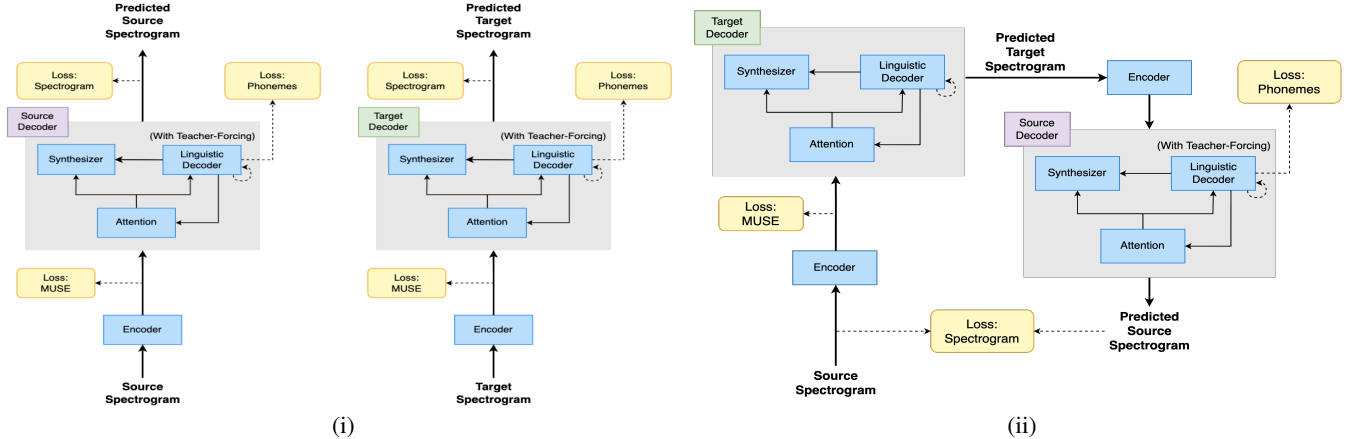 Predicted
Source
Spectrogram
Loss:
Spectrogram
Loss:
Phonemes
Source
Decoder
(With Teacher-Forcing)
Synthesizer
Linguistic
Decoder
Attention
Loss:
MUSE
Encoder
Source
Spectrogram
Predicted
Target
Spectrogram
Loss:
Spectrogram
Loss:
Phonemes
Target
Decoder
(With Teacher-Forcing)
Synthesizer
Linguistic
Decoder
Attention
Loss:
MUSE
Encoder
Target
Spectrogram
(i)
Target
Decoder
Synthesizer
Linguistic
Decoder
Attention
Predicted
Target
Spectrogram
Encoder
Loss:
Phonemes
Source
Decoder
(With Teacher-Forcing)
Synthesizer
Linguistic
Decoder
Attention
Loss:
MUSE
Encoder
Loss:
Spectrogram
Predicted
Source
Spectrogram
Source
Spectrogram
(ii)